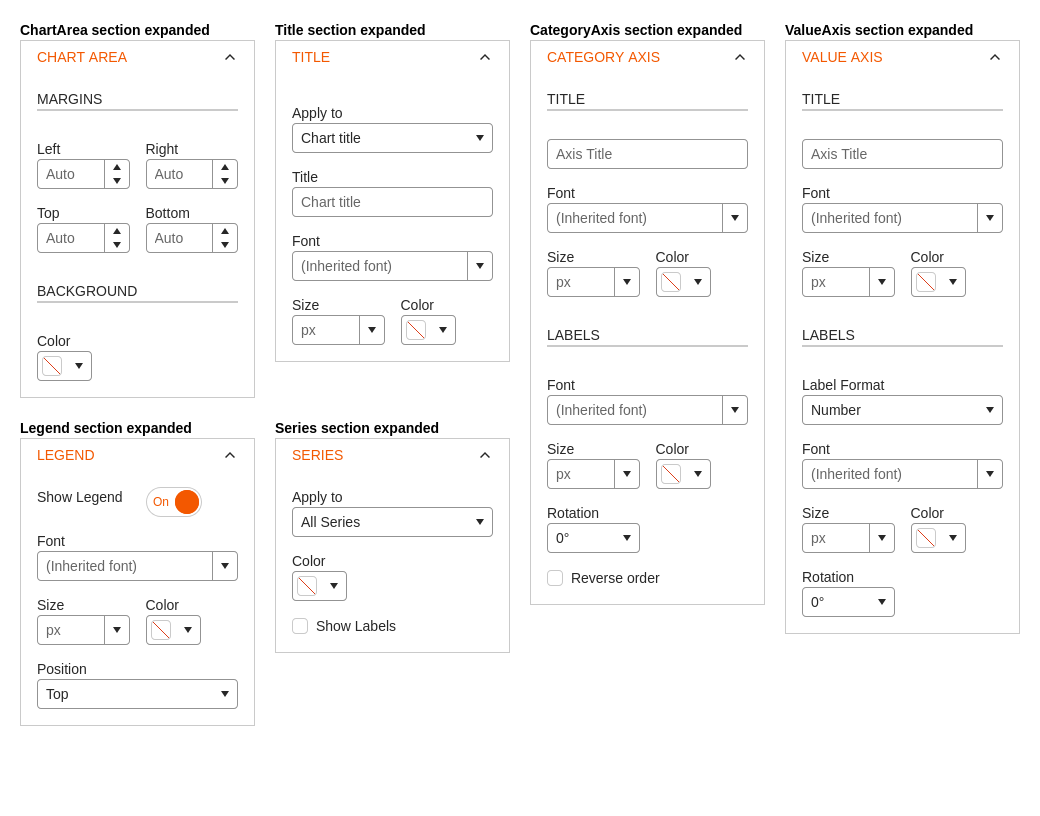 ChartArea section expanded
CHART AREA
MARGINS
Left Right
Auto Auto
Top Bottom
Auto Auto
BACKGROUND
Color
Title section expanded
TITLE
Apply to
Chart title
Title
Chart title
Font
(Inherited font)
Size Color
px
CategoryAxis section expanded
CATEGORY AXIS
TITLE
Axis Title
Font
(Inherited font)
Size Color
px
LABELS
Font
(Inherited font)
Size Color
px
Rotation
0°
Reverse order
ValueAxis section expanded
VALUE AXIS
TITLE
Axis Title
Font
(Inherited font)
Size Color
px
LABELS
Label Format
Number
Font
(Inherited font)
Size Color
px
Rotation
0°
Legend section expanded
LEGEND
Show Legend On
Font
(Inherited font)
Size Color
px
Position
Top
Series section expanded
SERIES
Apply to
All Series
Color
Show Labels